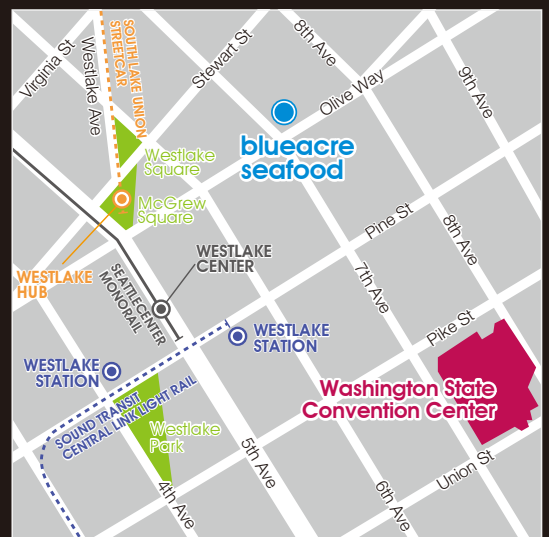 Virginia St
Westlake Ave
SOUTH LAKE UNION
STREETCAR
Stewart St
8th Ave
Olive Way
9th Ave
blueacre
seafood
Westlake
Square
McGrew
Square
WESTLAKE
HUB
SEATTLE CENTER
MONORAIL
WESTLAKE
CENTER
Pine St
8th Ave
7th Ave
Pike St
WESTLAKE
STATION
WESTLAKE
STATION
SOUND TRANSIT
CENTRAL LINK LIGHT RAIL
Westlake
Park
Washington State
Convention Center
4th Ave
5th Ave
6th Ave
Union St